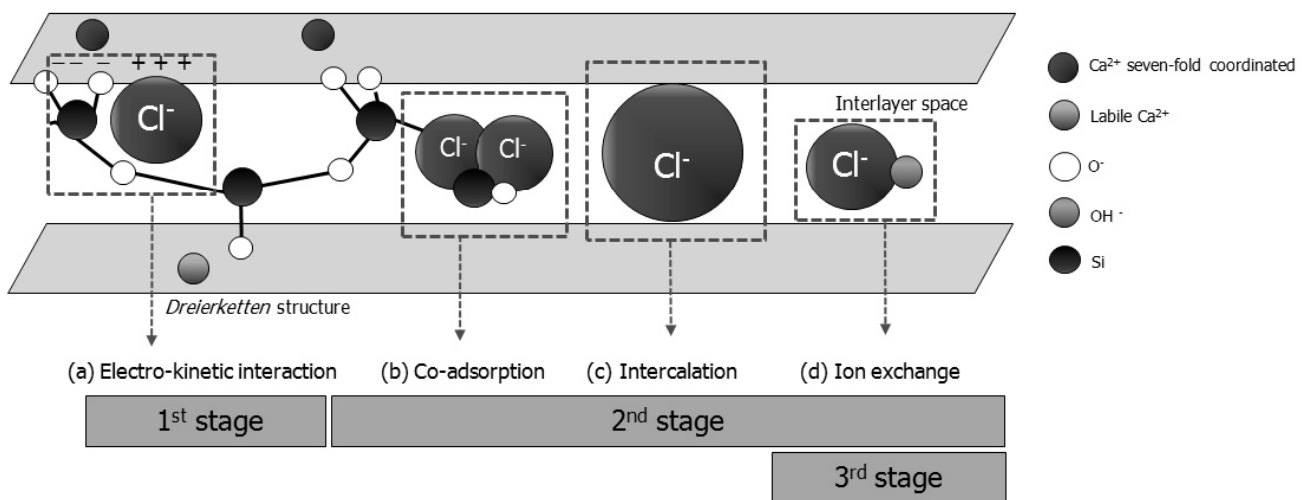 −− − + + +
Cl⁻
Cl⁻ Cl⁻
Cl⁻
Cl⁻
Interlayer space
Dreierketten structure
Ca²⁺ seven-fold coordinated
Labile Ca²⁺
O⁻
OH ⁻
Si
(a) Electro-kinetic interaction
(b) Co-adsorption
(c) Intercalation
(d) Ion exchange
1ˢᵗ stage
2ⁿᵈ stage
3ʳᵈ stage